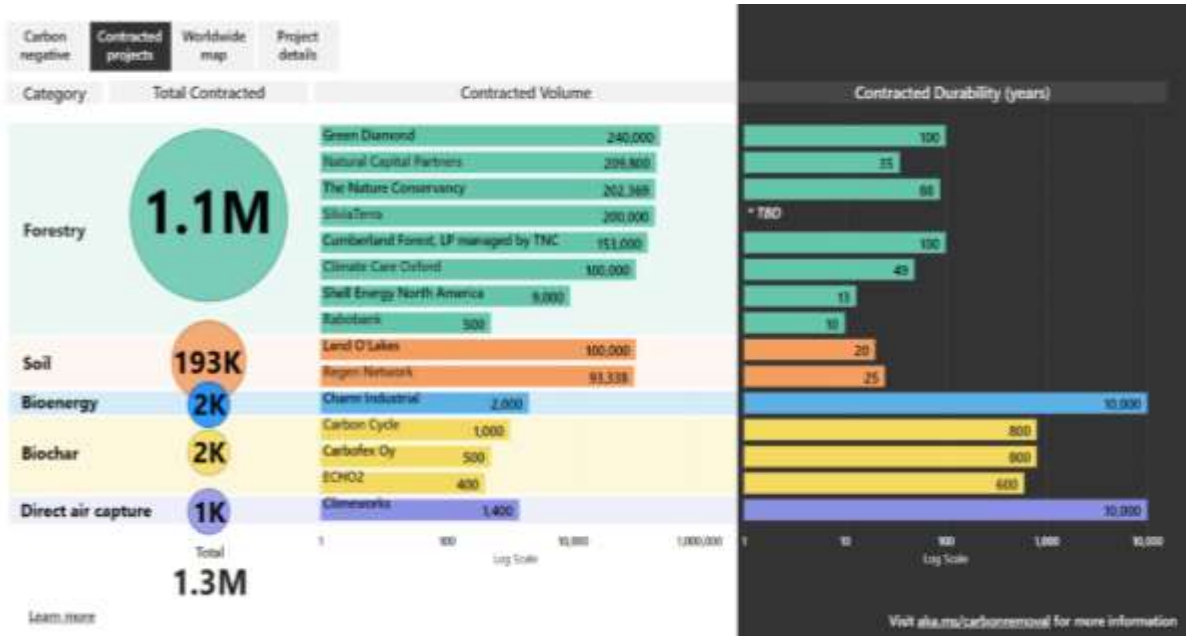 Carbon negative
Contracted projects
Worldwide map
Project details
Category
Total Contracted
Contracted Volume
Contracted Durability (years)
Forestry
1.1M
Green Diamond 240,000 100
Natural Capital Partners 209,800 35
The Nature Conservancy 202,369 88
SilviaTerra 200,000 * TBD
Cumberland Forest, LP managed by TNC 153,000 100
Climate Care Oxford 100,000 49
Shell Energy North America 9,000 13
Rabobank 500 10
Soil
193K
Land O'Lakes 100,000 20
Regen Network 93,338 25
Bioenergy 2K Charm Industrial 2,000 10,000
Biochar
2K
Carbon Cycle 1,000 800
Carbofex Oy 500 800
ECHO2 400 600
Direct air capture 1K Climeworks 1,400 10,000
1 100 10,000 1,000,000
Log Scale
1 10 100 1,000 10,000
Log Scale
Total
1.3M
Learn more
Visit aka.ms/carbonremoval for more information